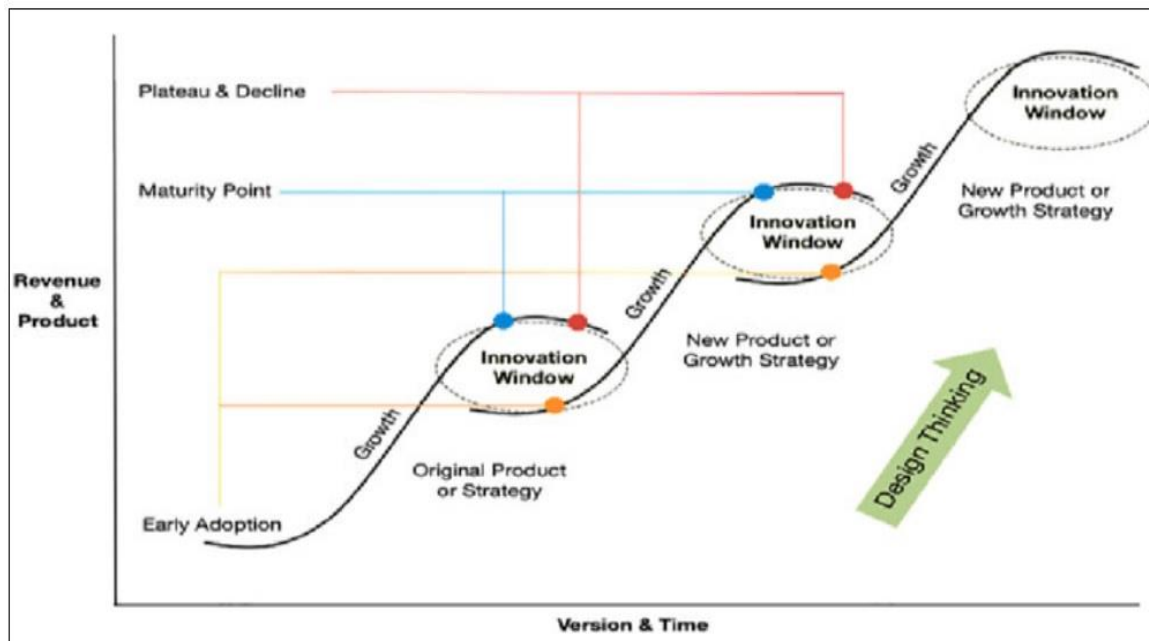 Plateau & Decline
Innovation
Window
Growth
Maturity Point
New Product or
Growth Strategy
Innovation
Window
Revenue
&
Product
Growth
Innovation
Window
New Product or
Growth Strategy
Growth
Original Product
or Strategy
Design Thinking
Early Adoption
Version & Time